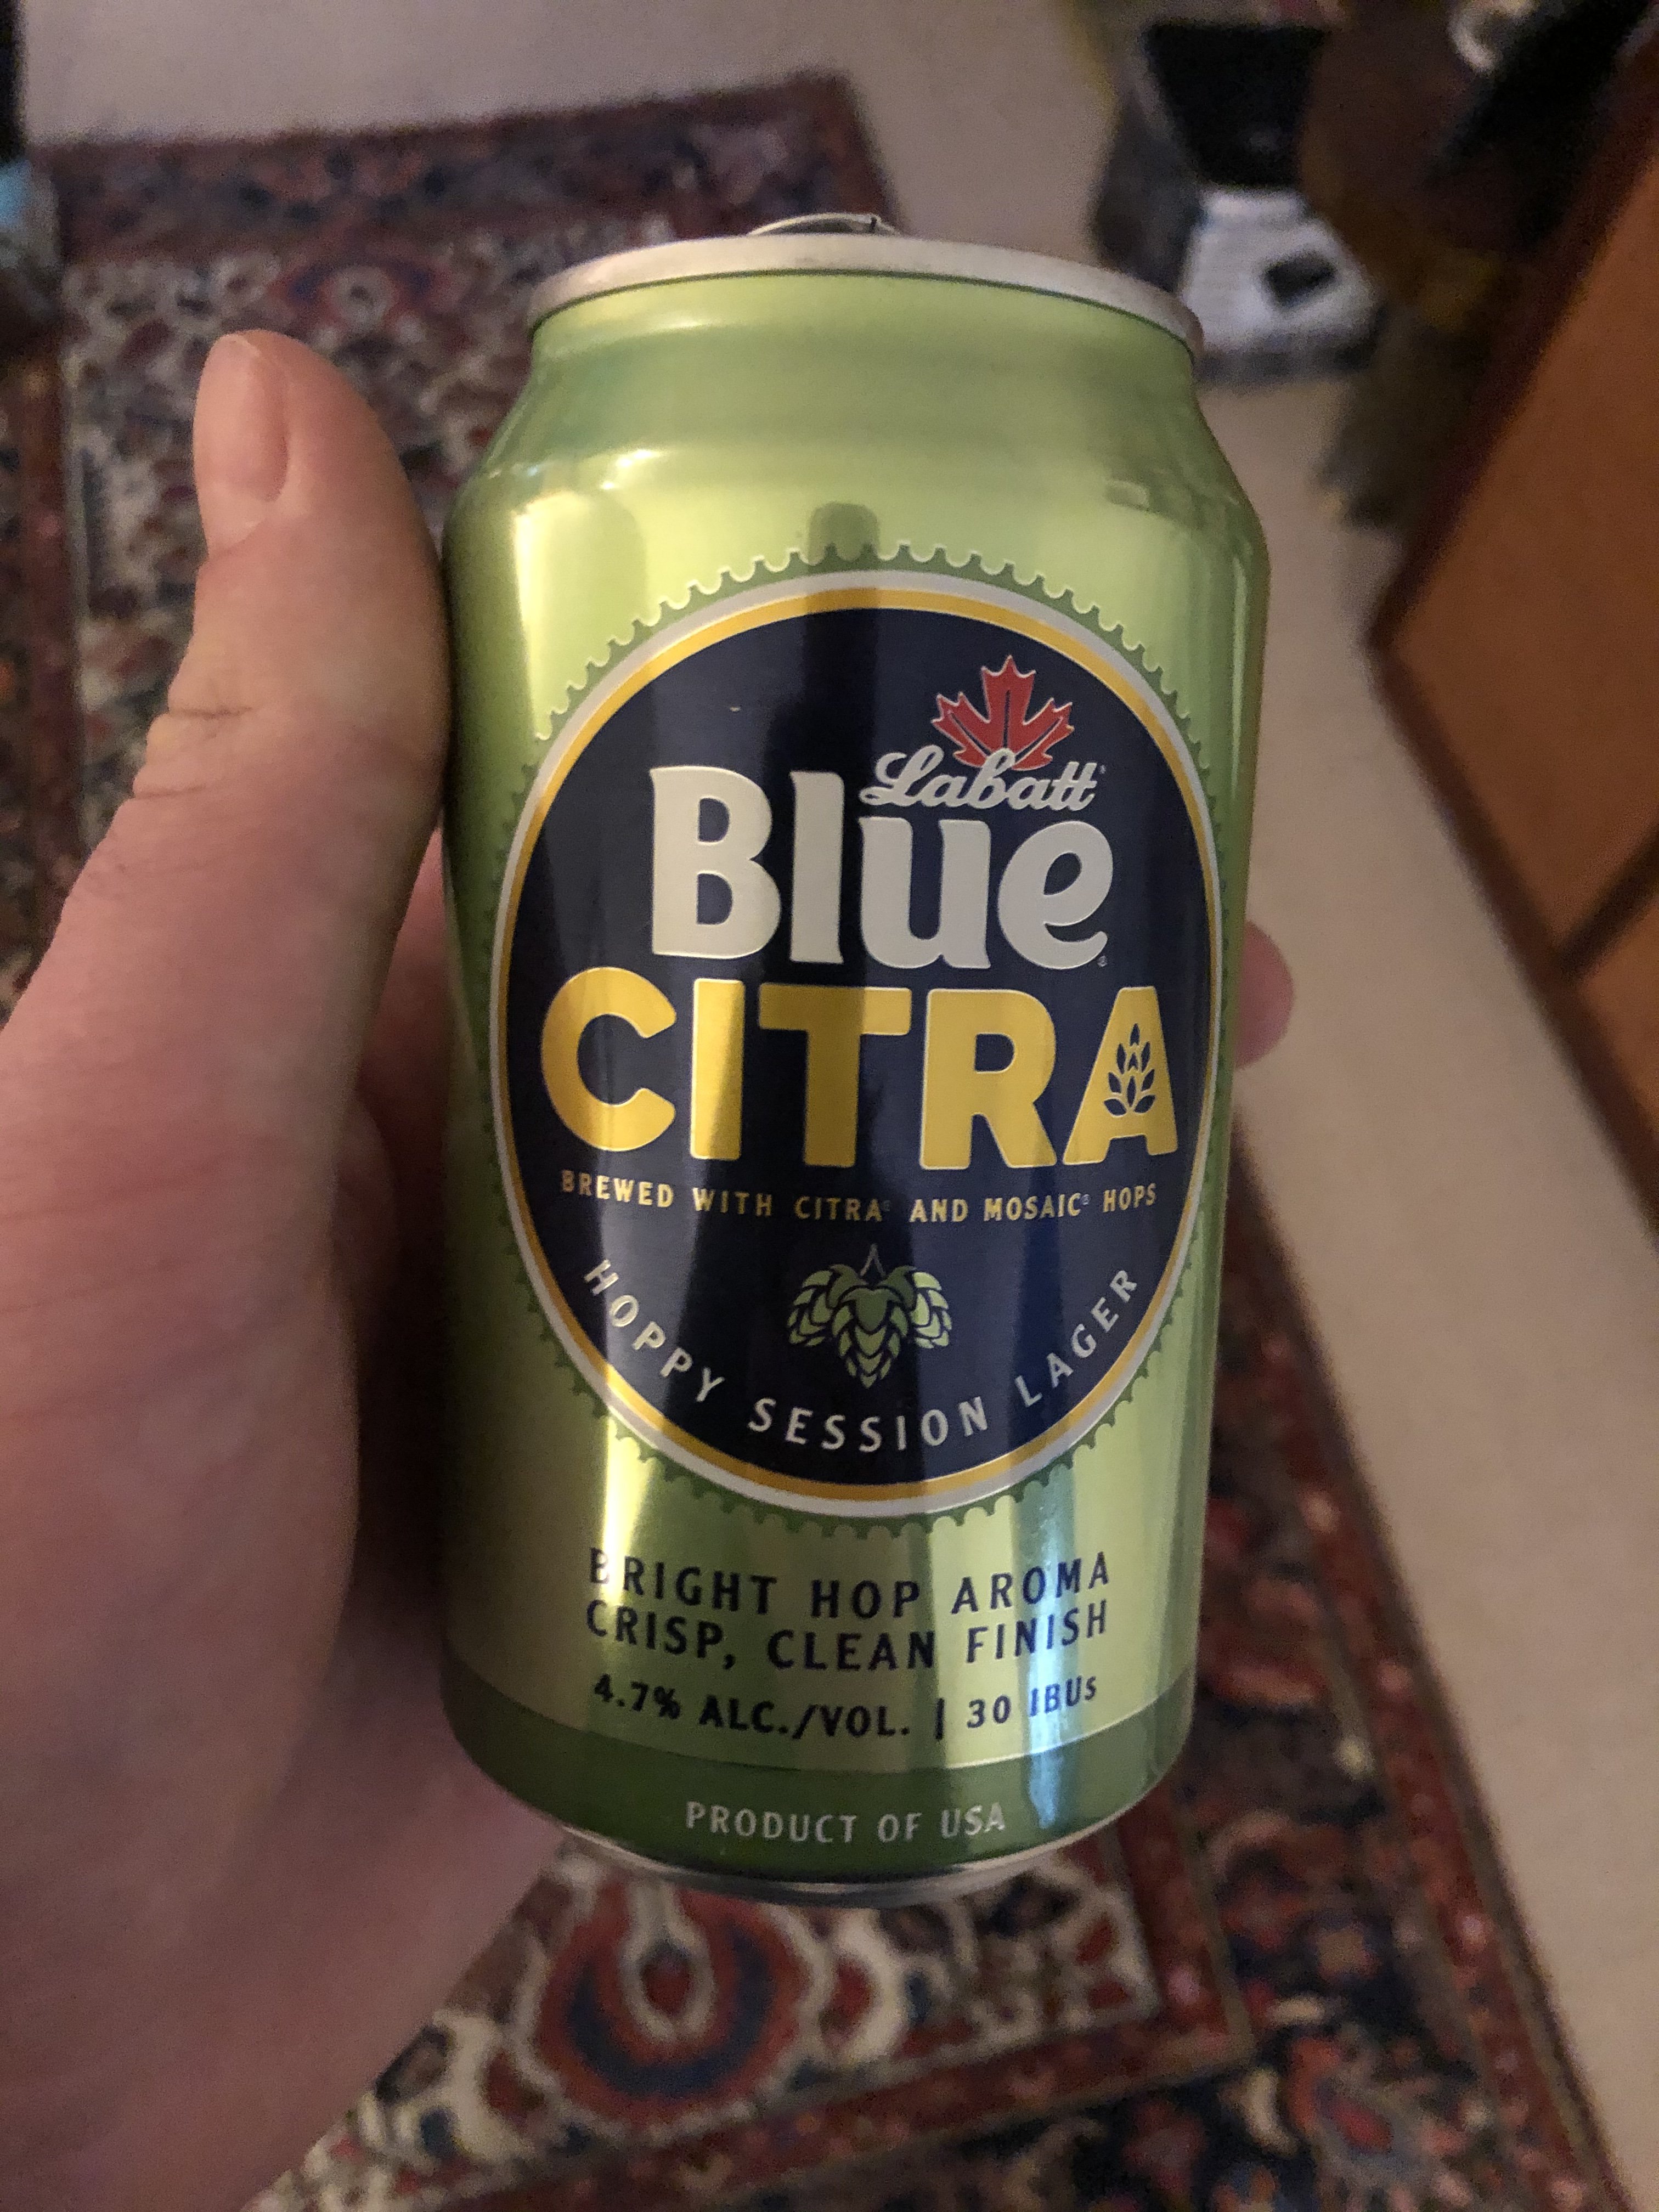 Labatt
Blue
CITRA
BREWED WITH CITRA® AND MOSAIC® HOPS
HOPPY SESSION LAGER
BRIGHT HOP AROMA
CRISP, CLEAN FINISH
4.7% ALC./VOL. | 30 IBUs
PRODUCT OF USA